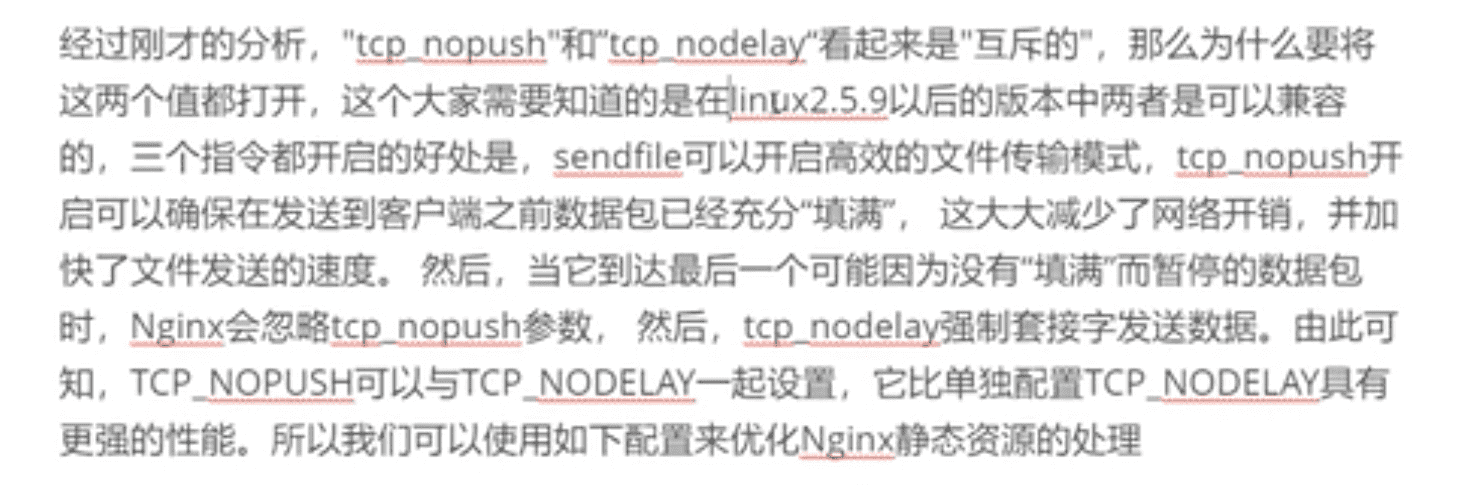 经过刚才的分析，"tcp_nopush"和”tcp_nodelay“看起来是"互斥的"，那么为什么要将
这两个值都打开，这个大家需要知道的是在linux2.5.9以后的版本中两者是可以兼容
的，三个指令都开启的好处是，sendfile可以开启高效的文件传输模式，tcp_nopush开
启可以确保在发送到客户端之前数据包已经充分“填满”， 这大大减少了网络开销，并加
快了文件发送的速度。 然后，当它到达最后一个可能因为没有“填满”而暂停的数据包
时，Nginx会忽略tcp_nopush参数， 然后，tcp_nodelay强制套接字发送数据。由此可
知，TCP_NOPUSH可以与TCP_NODELAY一起设置，它比单独配置TCP_NODELAY具有
更强的性能。所以我们可以使用如下配置来优化Nginx静态资源的处理